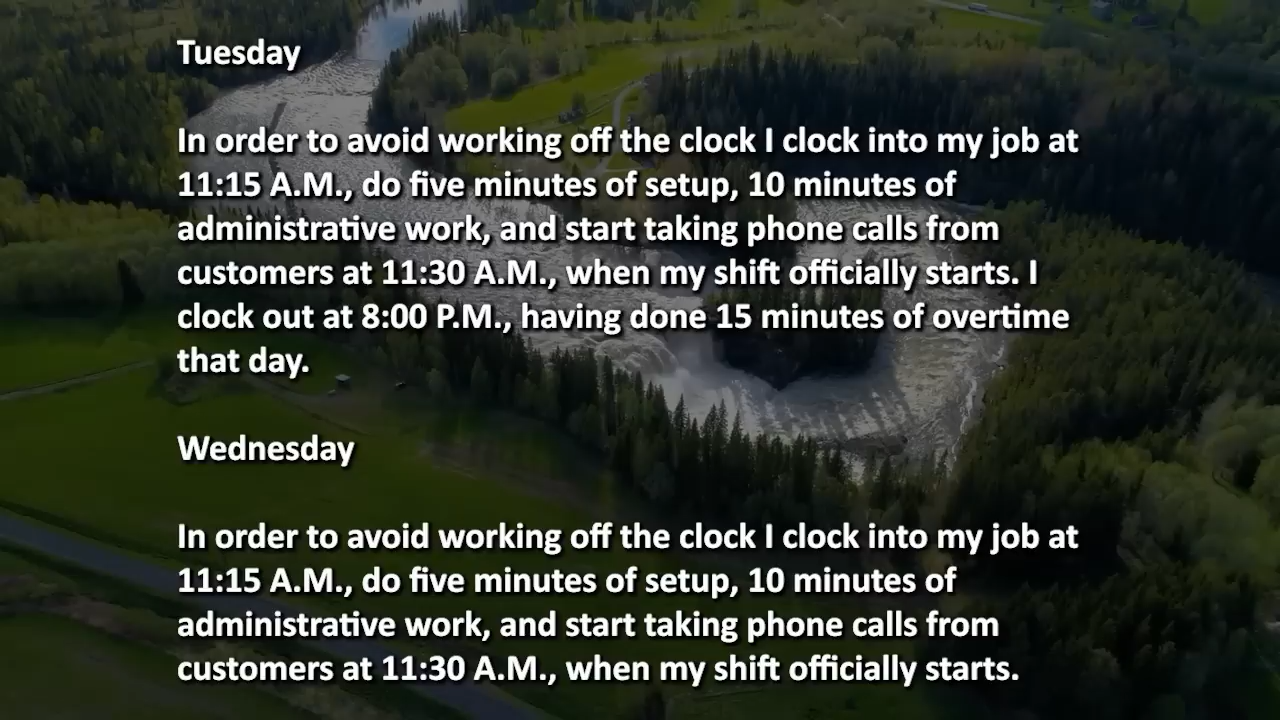 Tuesday
In order to avoid working off the clock I clock into my job at
11:15 A.M., do five minutes of setup, 10 minutes of
administrative work, and start taking phone calls from
customers at 11:30 A.M., when my shift officially starts. I
clock out at 8:00 P.M., having done 15 minutes of overtime
that day.
Wednesday
In order to avoid working off the clock I clock into my job at
11:15 A.M., do five minutes of setup, 10 minutes of
administrative work, and start taking phone calls from
customers at 11:30 A.M., when my shift officially starts.